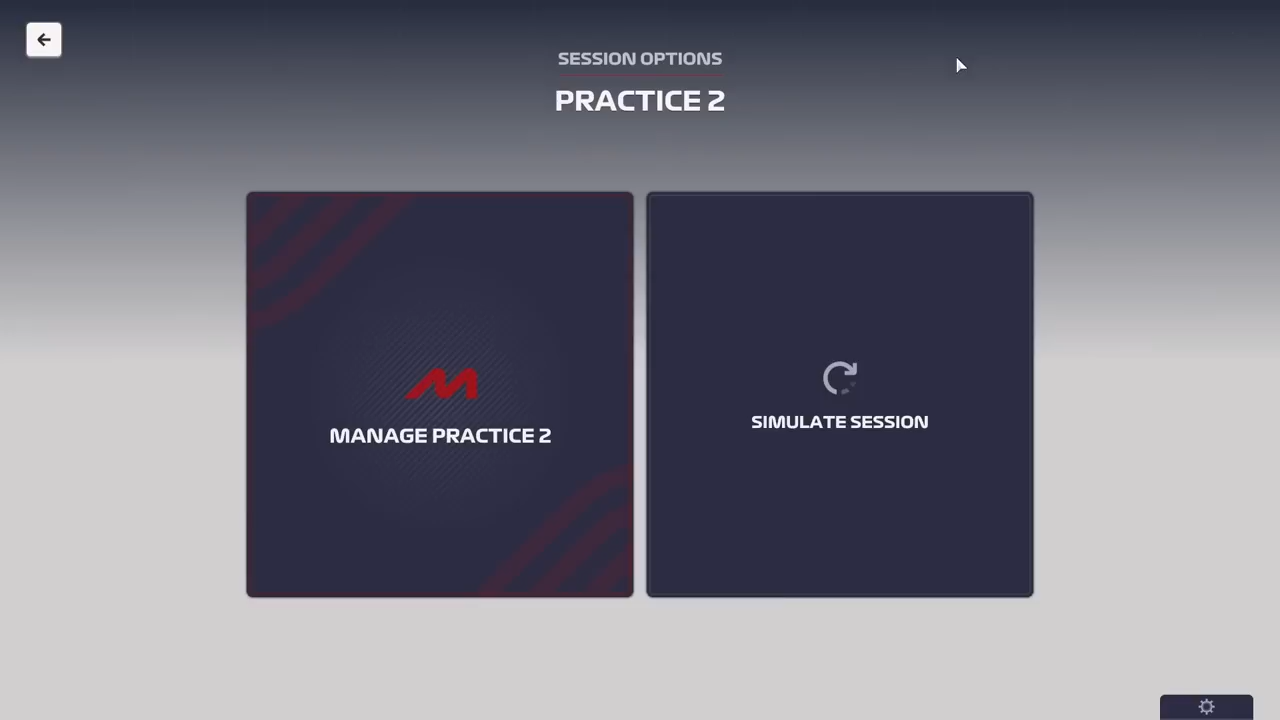 SESSION OPTIONS
PRACTICE 2
MANAGE PRACTICE 2
SIMULATE SESSION